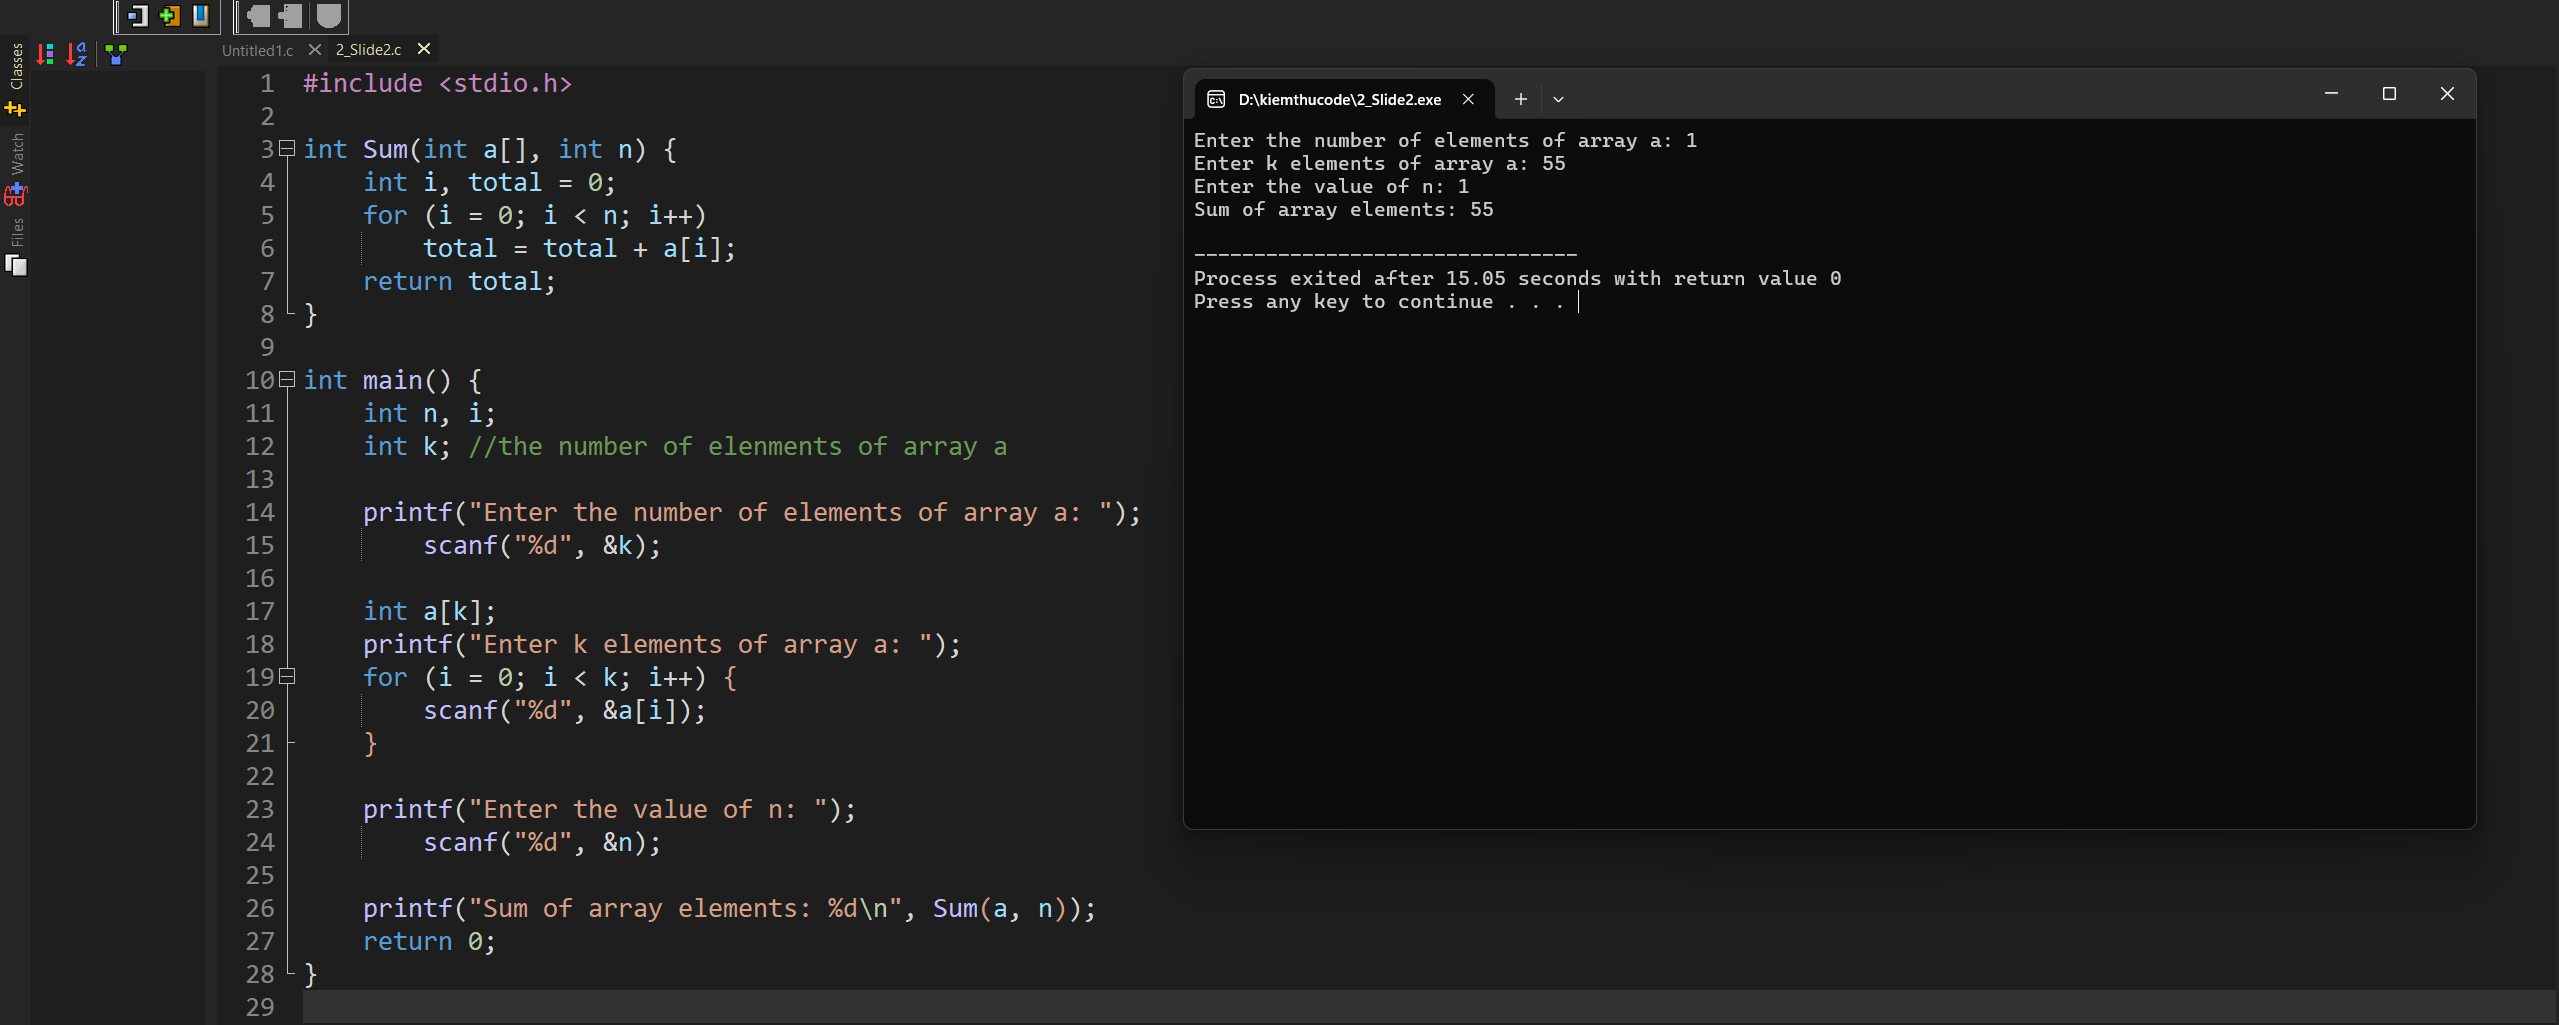 Untitled1.c
2_Slide2.c
Classes
Watch
Files
1 #include <stdio.h>
2
3 int Sum(int a[], int n) {
4     int i, total = 0;
5     for (i = 0; i < n; i++)
6         total = total + a[i];
7     return total;
8 }
9
10 int main() {
11     int n, i;
12     int k; //the number of elenments of array a
13
14     printf("Enter the number of elements of array a: ");
15         scanf("%d", &k);
16
17     int a[k];
18     printf("Enter k elements of array a: ");
19     for (i = 0; i < k; i++) {
20         scanf("%d", &a[i]);
21     }
22
23     printf("Enter the value of n: ");
24         scanf("%d", &n);
25
26     printf("Sum of array elements: %d\n", Sum(a, n));
27     return 0;
28 }
29
D:\kiemthucode\2_Slide2.exe
Enter the number of elements of array a: 1
Enter k elements of array a: 55
Enter the value of n: 1
Sum of array elements: 55
--------------------------------
Process exited after 15.05 seconds with return value 0
Press any key to continue . . .